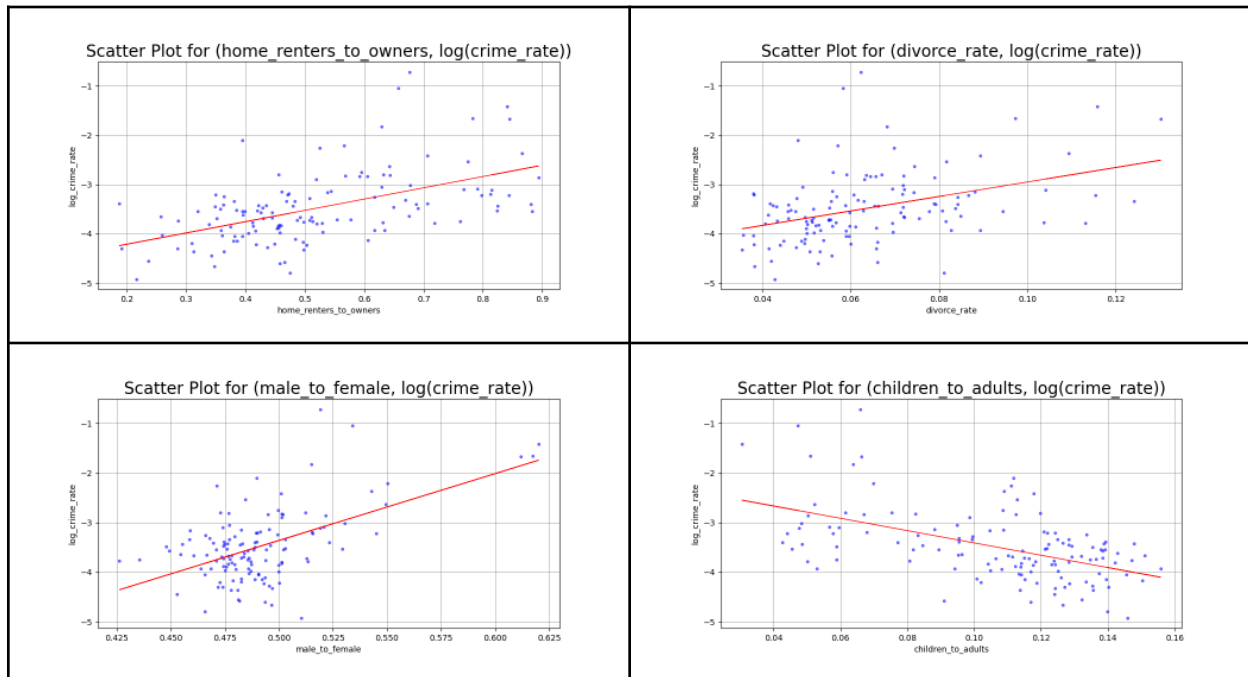 Scatter Plot for (home_renters_to_owners, log(crime_rate))
−1
−2
−3
−4
−5
log_crime_rate
0.2 0.3 0.4 0.5 0.6 0.7 0.8 0.9
home_renters_to_owners
Scatter Plot for (divorce_rate, log(crime_rate))
−1
−2
−3
−4
−5
log_crime_rate
0.04 0.06 0.08 0.10 0.12
divorce_rate
Scatter Plot for (male_to_female, log(crime_rate))
−1
−2
−3
−4
−5
log_crime_rate
0.425 0.450 0.475 0.500 0.525 0.550 0.575 0.600 0.625
male_to_female
Scatter Plot for (children_to_adults, log(crime_rate))
−1
−2
−3
−4
−5
log_crime_rate
0.04 0.06 0.08 0.10 0.12 0.14 0.16
children_to_adults